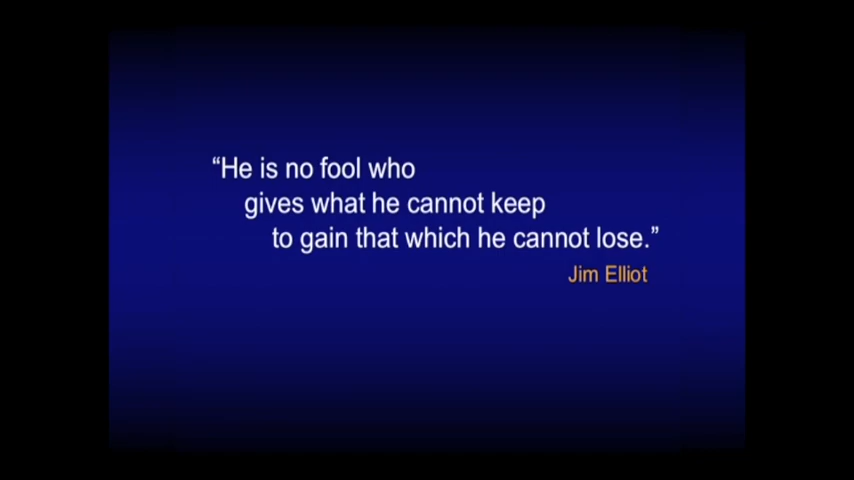 “He is no fool who
gives what he cannot keep
to gain that which he cannot lose.”
Jim Elliot